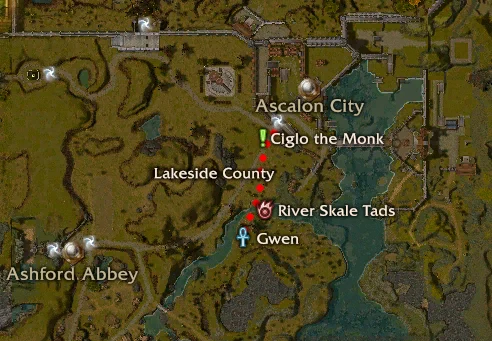 Ascalon City
Ciglo the Monk
Lakeside County
River Skale Tads
Gwen
Ashford Abbey